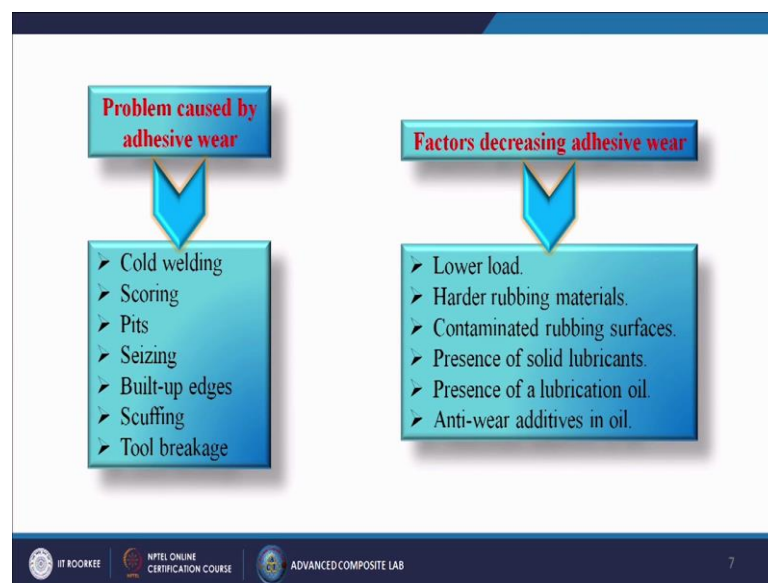 Problem caused by
adhesive wear
➢ Cold welding
➢ Scoring
➢ Pits
➢ Seizing
➢ Built-up edges
➢ Scuffing
➢ Tool breakage
Factors decreasing adhesive wear
➢ Lower load.
➢ Harder rubbing materials.
➢ Contaminated rubbing surfaces.
➢ Presence of solid lubricants.
➢ Presence of a lubrication oil.
➢ Anti-wear additives in oil.
IIT ROORKEE
NPTEL ONLINE
CERTIFICATION COURSE
ADVANCED COMPOSITE LAB
7